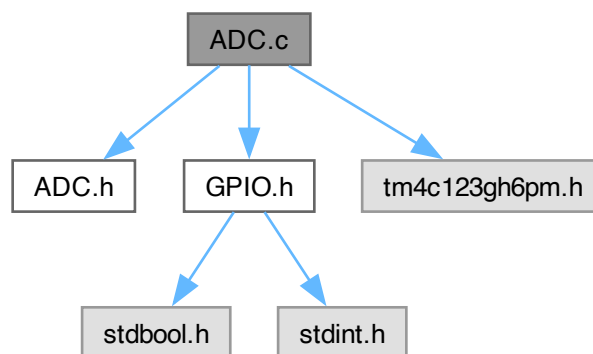 ADC.c
ADC.h
GPIO.h
tm4c123gh6pm.h
stdbool.h
stdint.h